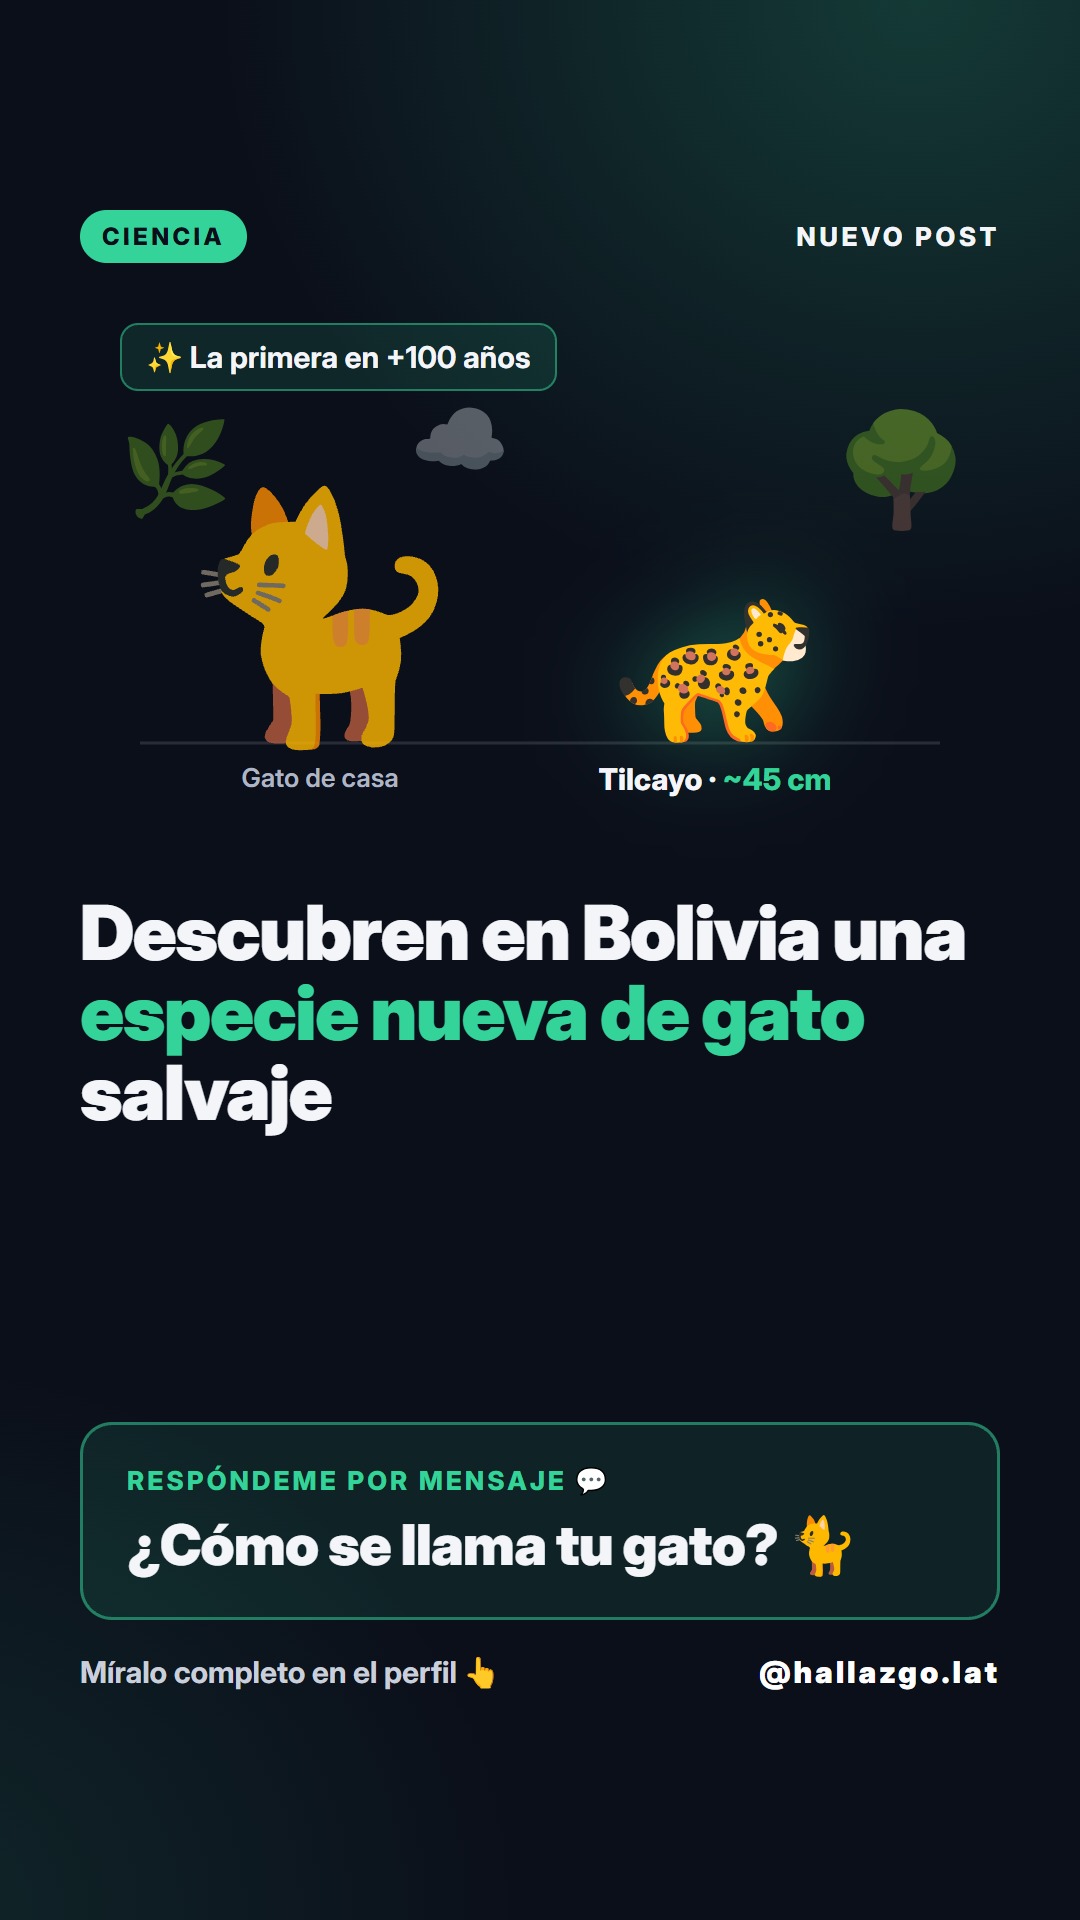 CIENCIA
NUEVO POST
✨ La primera en +100 años
Gato de casa
Tilcayo · ~45 cm
Descubren en Bolivia una
especie nueva de gato
salvaje
RESPÓNDEME POR MENSAJE 💬
¿Cómo se llama tu gato? 🐈
Míralo completo en el perfil 👆
@hallazgo.lat